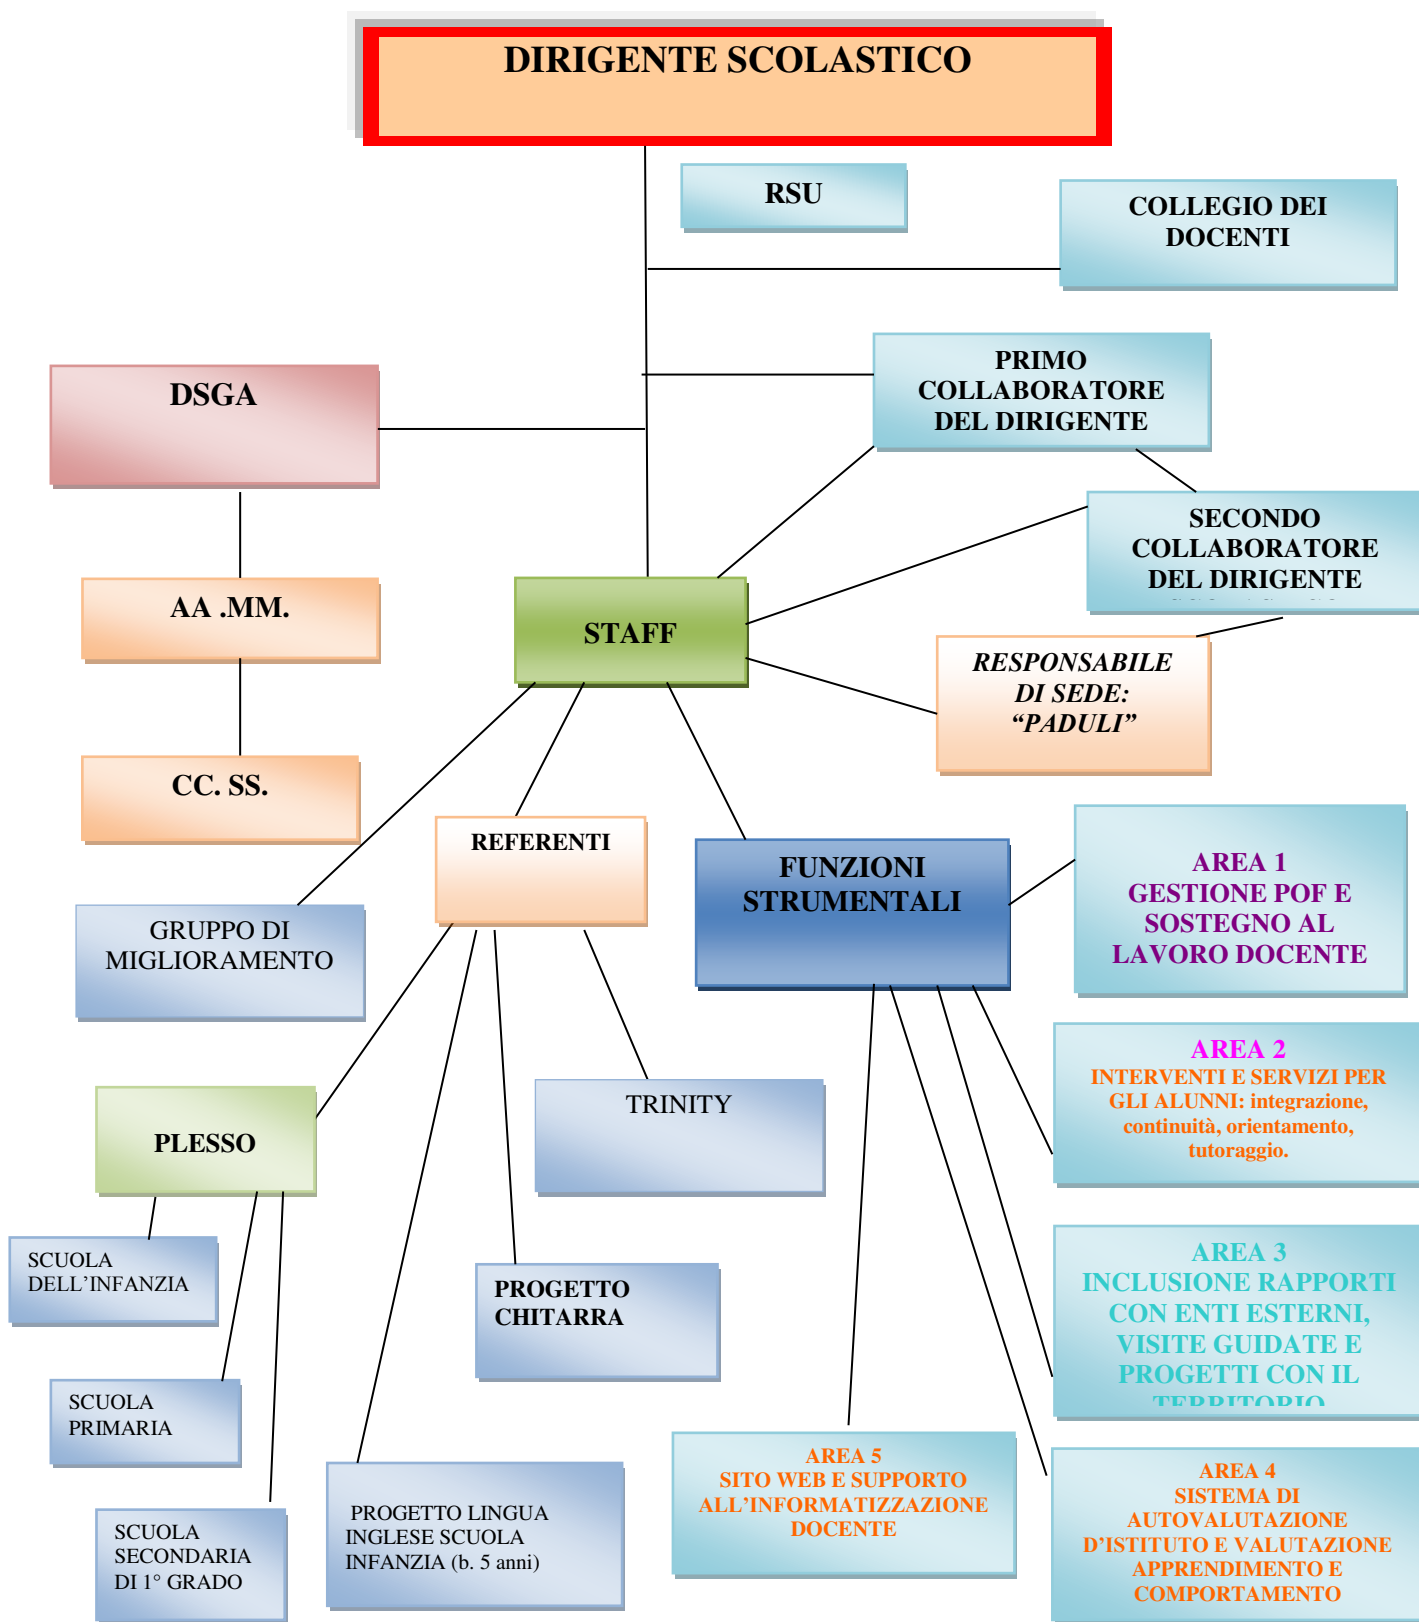 DIRIGENTE SCOLASTICO
RSU
COLLEGIO DEI
DOCENTI
PRIMO
COLLABORATORE
DEL DIRIGENTE
DSGA
SECONDO
COLLABORATORE
DEL DIRIGENTE
AA .MM.
STAFF
RESPONSABILE
DI SEDE:
“PADULI”
CC. SS.
REFERENTI
FUNZIONI
STRUMENTALI
AREA 1
GESTIONE POF E
SOSTEGNO AL
LAVORO DOCENTE
GRUPPO DI
MIGLIORAMENTO
AREA 2
INTERVENTI E SERVIZI PER
GLI ALUNNI: integrazione,
continuità, orientamento,
tutoraggio.
TRINITY
PLESSO
SCUOLA
DELL’INFANZIA
AREA 3
INCLUSIONE RAPPORTI
CON ENTI ESTERNI,
VISITE GUIDATE E
PROGETTI CON IL
TERRITORIO
PROGETTO
CHITARRA
SCUOLA
PRIMARIA
AREA 5
SITO WEB E SUPPORTO
ALL’INFORMATIZZAZIONE
DOCENTE
AREA 4
SISTEMA DI
AUTOVALUTAZIONE
D’ISTITUTO E VALUTAZIONE
APPRENDIMENTO E
COMPORTAMENTO
PROGETTO LINGUA
INGLESE SCUOLA
INFANZIA (b. 5 anni)
SCUOLA
SECONDARIA
DI 1° GRADO